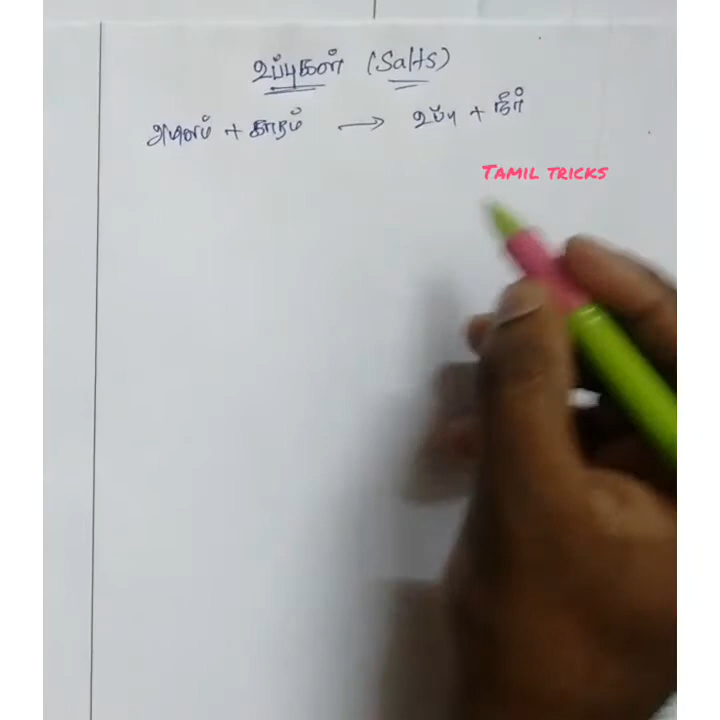 உப்புகள் (Salts)
அமிலம் + காரம் → உப்பு + நீர்
TAMIL TRICKS